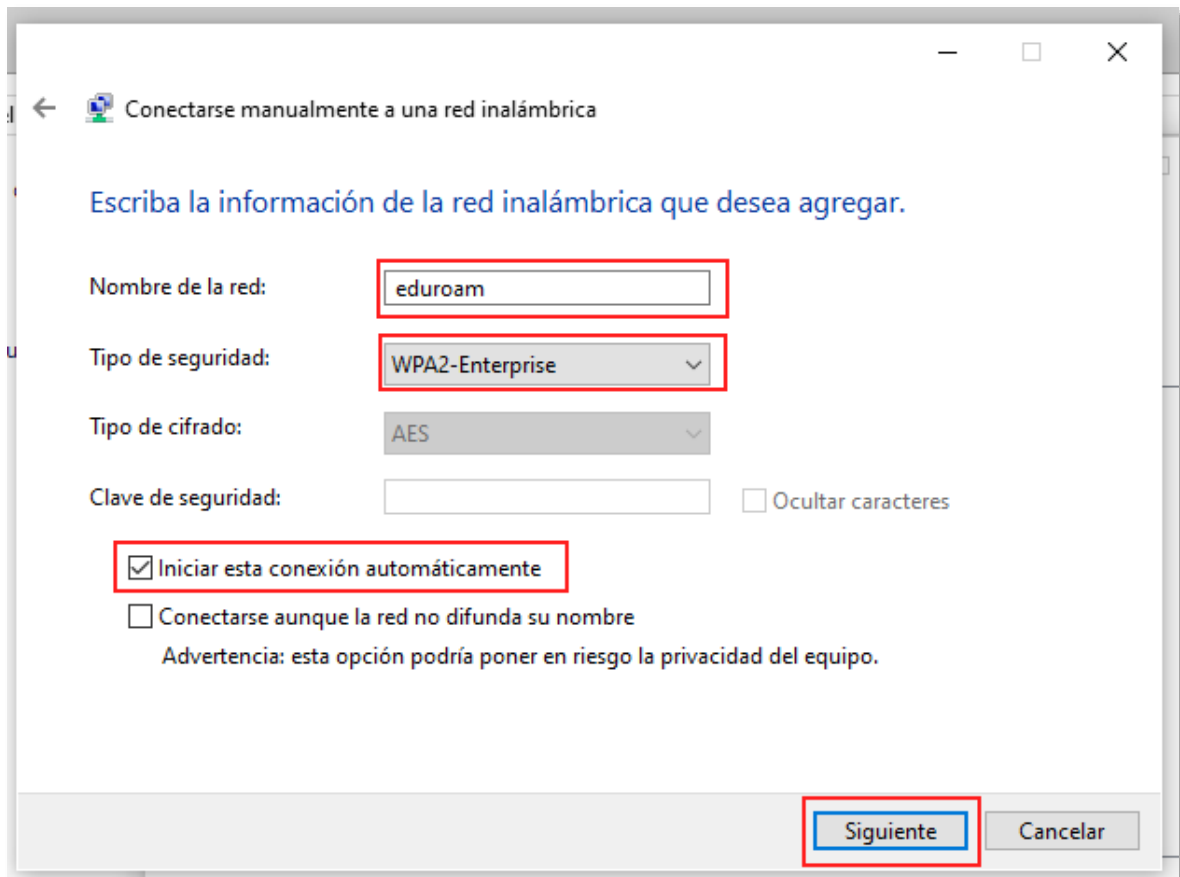 Conectarse manualmente a una red inalámbrica
Escriba la información de la red inalámbrica que desea agregar.
Nombre de la red: eduroam
Tipo de seguridad: WPA2-Enterprise
Tipo de cifrado: AES
Clave de seguridad: Ocultar caracteres
Iniciar esta conexión automáticamente
Conectarse aunque la red no difunda su nombre
Advertencia: esta opción podría poner en riesgo la privacidad del equipo.
Siguiente Cancelar